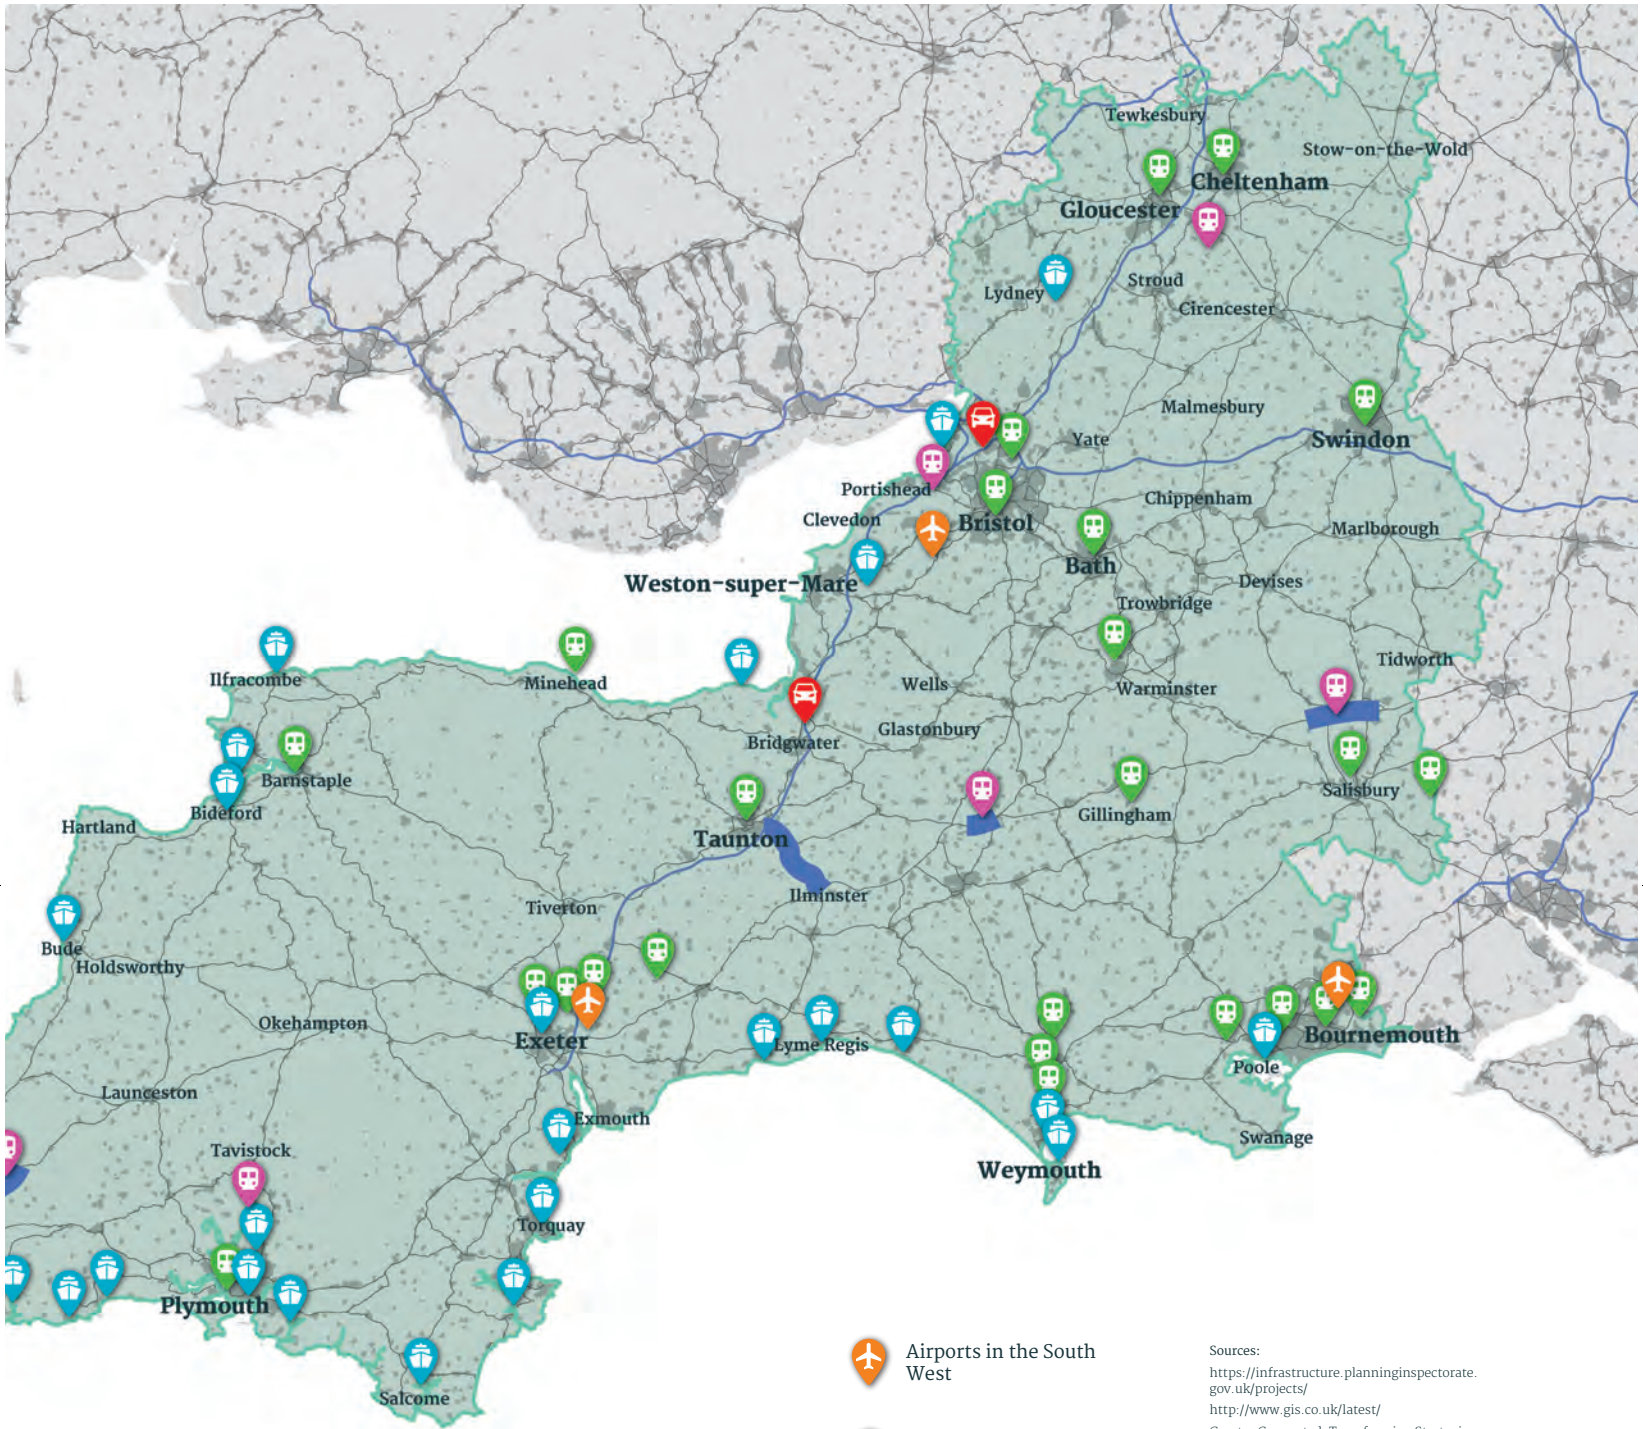 Tewkesbury
Stow-on-the-Wold
Cheltenham
Gloucester
Stroud
Lydney
Cirencester
Malmesbury
Yate
Swindon
Portishead
Chippenham
Clevedon
Bristol
Marlborough
Bath
Weston-super-Mare
Devises
Trowbridge
Tidworth
Ilfracombe
Minehead
Wells
Warminster
Glastonbury
Bridgwater
Barnstaple
Salisbury
Bideford
Gillingham
Hartland
Taunton
Ilminster
Tiverton
Bude
Holdsworthy
Okehampton
Exeter
Lyme Regis
Bournemouth
Poole
Launceston
Exmouth
Swanage
Tavistock
Weymouth
Torquay
Plymouth
Salcome
Airports in the South
West
Sources:
https://infrastructure.planninginspectorate.
gov.uk/projects/
http://www.gis.co.uk/latest/